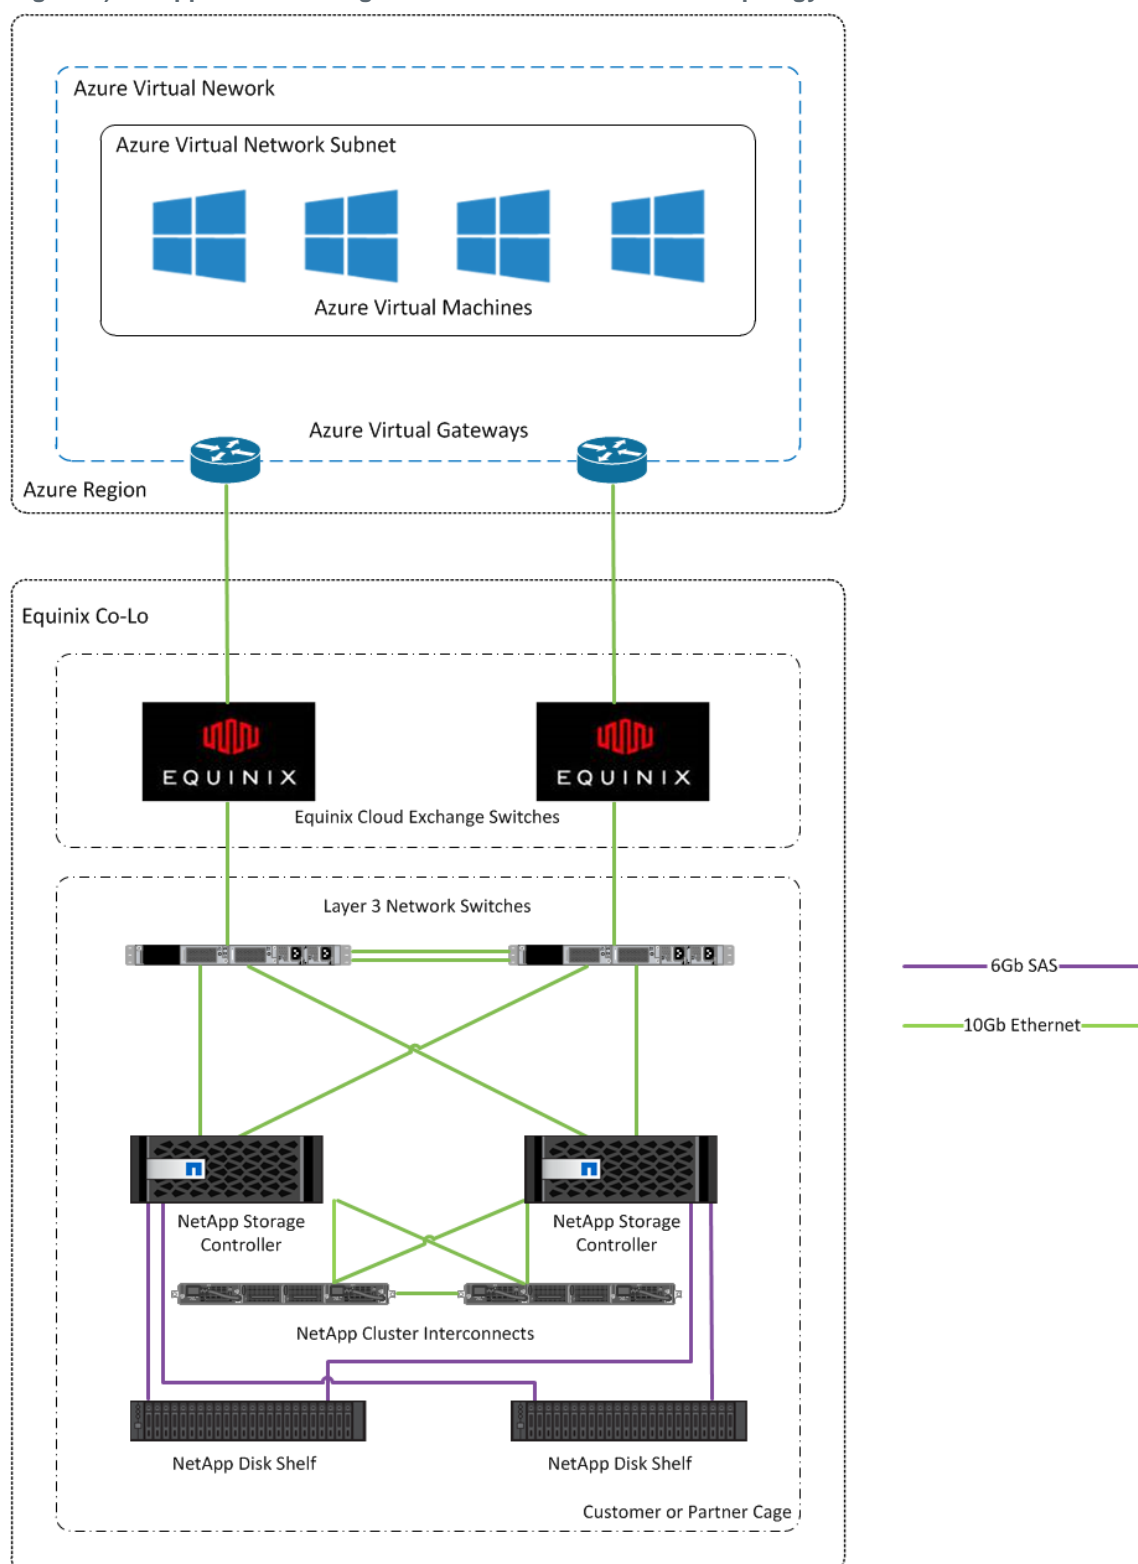 Azure Virtual Nework
Azure Virtual Network Subnet
Azure Virtual Machines
Azure Virtual Gateways
Azure Region
Equinix Co-Lo
EQUINIX
EQUINIX
Equinix Cloud Exchange Switches
Layer 3 Network Switches
6Gb SAS
10Gb Ethernet
NetApp Storage
Controller
NetApp Storage
Controller
NetApp Cluster Interconnects
NetApp Disk Shelf
NetApp Disk Shelf
Customer or Partner Cage